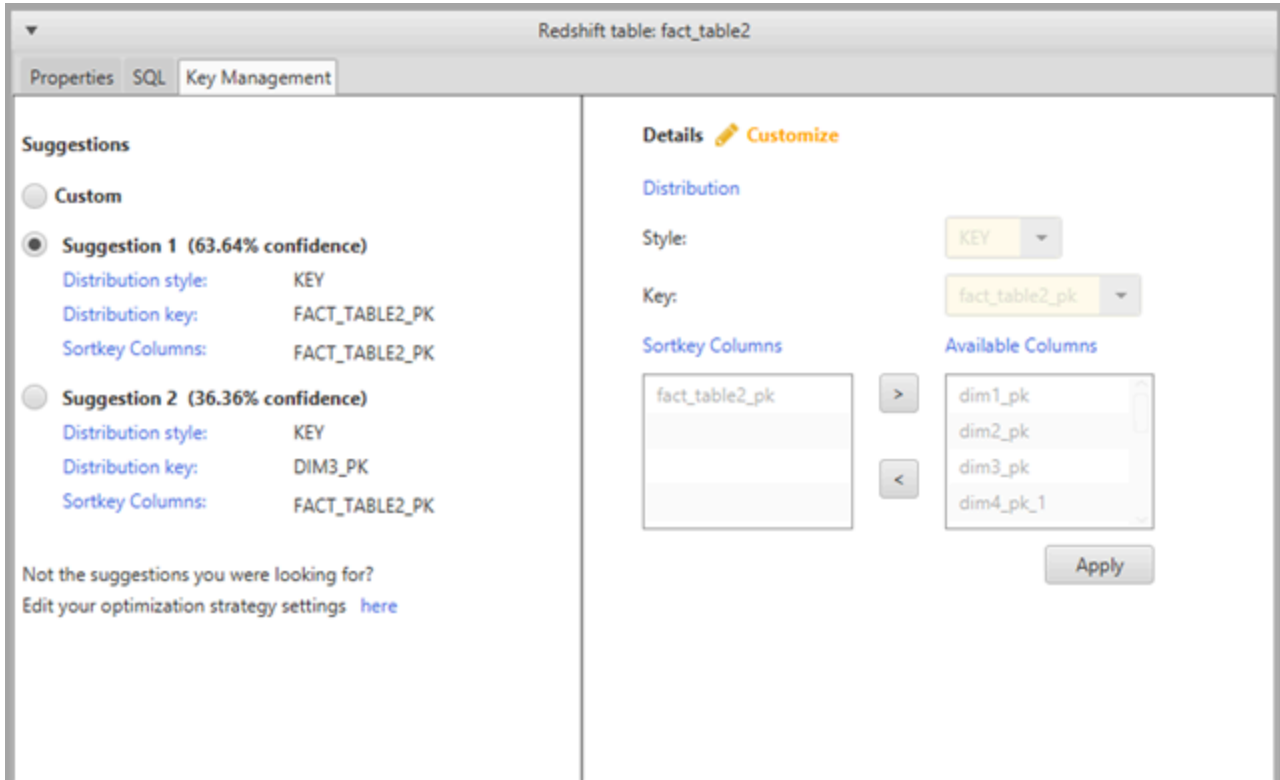 Redshift table: fact_table2
Properties SQL Key Management
Suggestions
Custom
Suggestion 1 (63.64% confidence)
Distribution style: KEY
Distribution key: FACT_TABLE2_PK
Sortkey Columns: FACT_TABLE2_PK
Suggestion 2 (36.36% confidence)
Distribution style: KEY
Distribution key: DIM3_PK
Sortkey Columns: FACT_TABLE2_PK
Not the suggestions you were looking for?
Edit your optimization strategy settings here
Details Customize
Distribution
Style: KEY
Key: fact_table2_pk
Sortkey Columns Available Columns
fact_table2_pk > dim1_pk
dim2_pk
dim3_pk
< dim4_pk_1
Apply